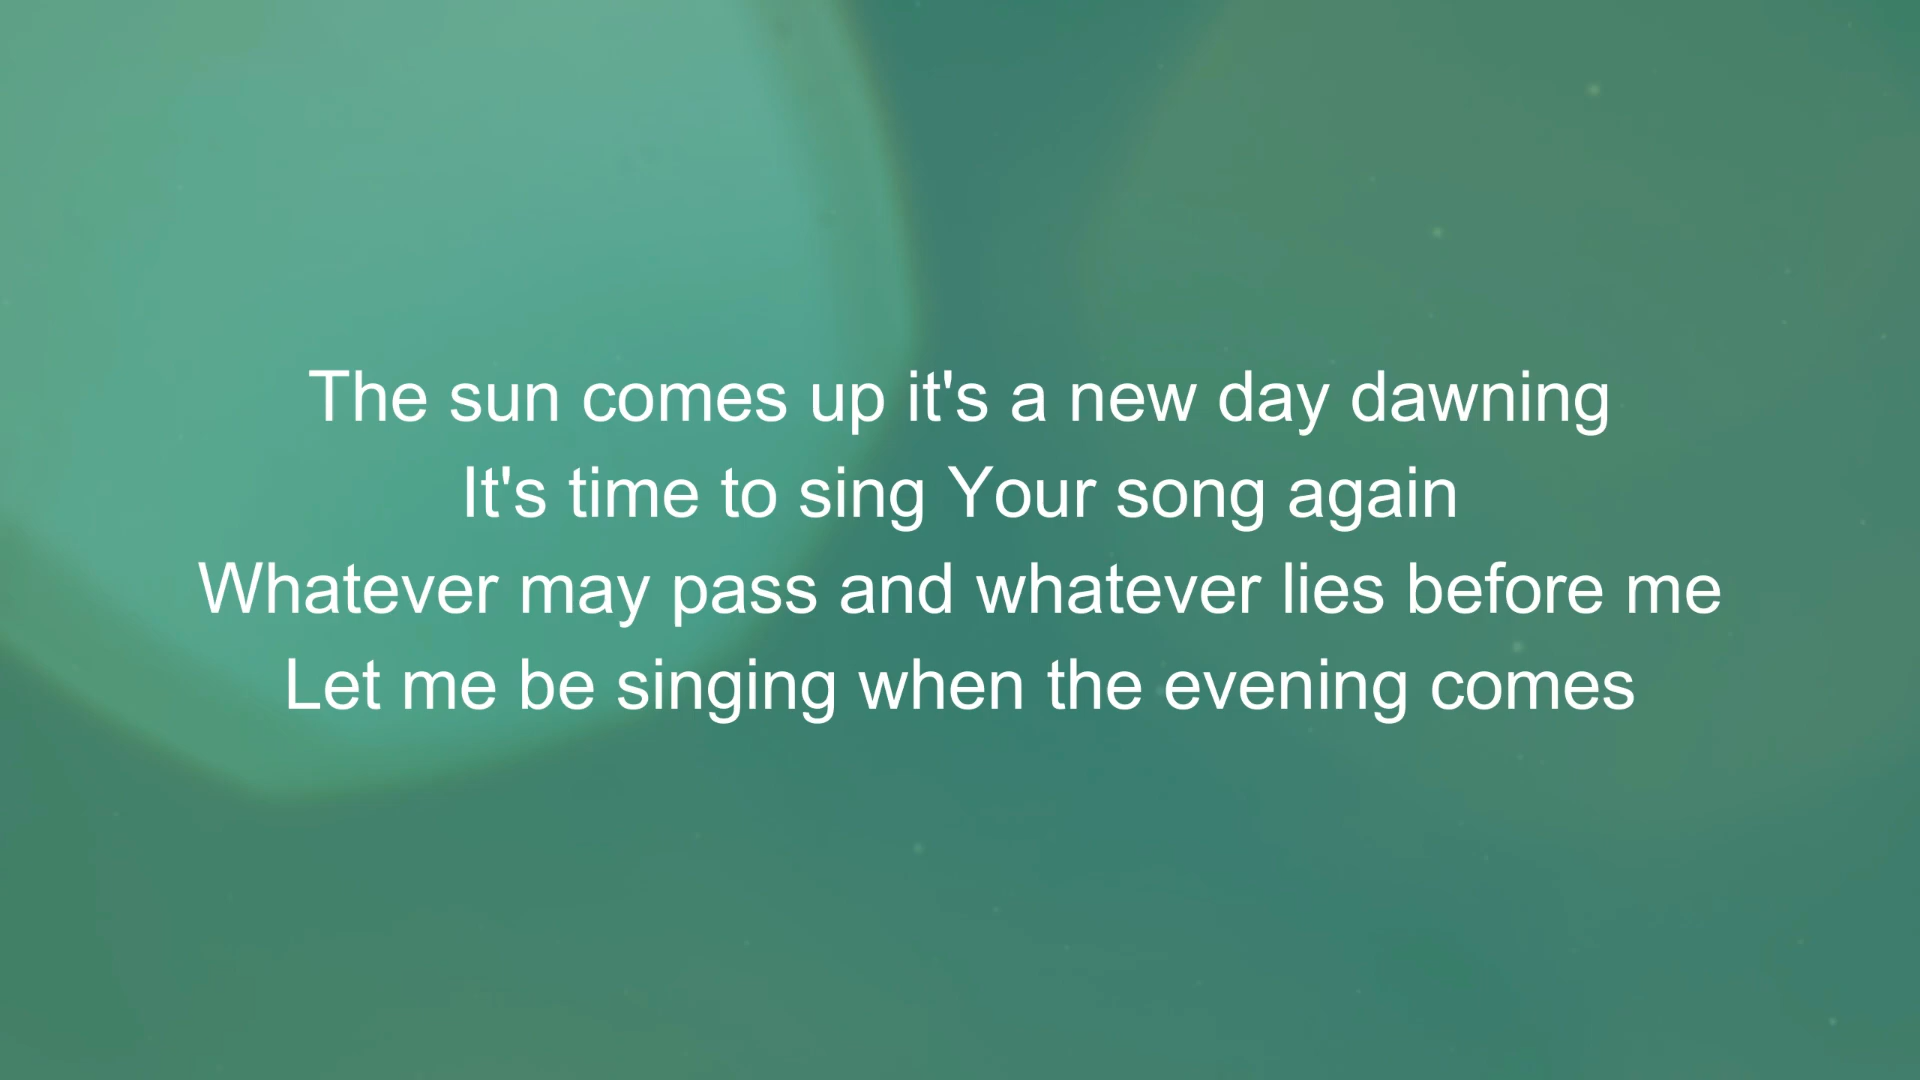 The sun comes up it's a new day dawning
It's time to sing Your song again
Whatever may pass and whatever lies before me
Let me be singing when the evening comes